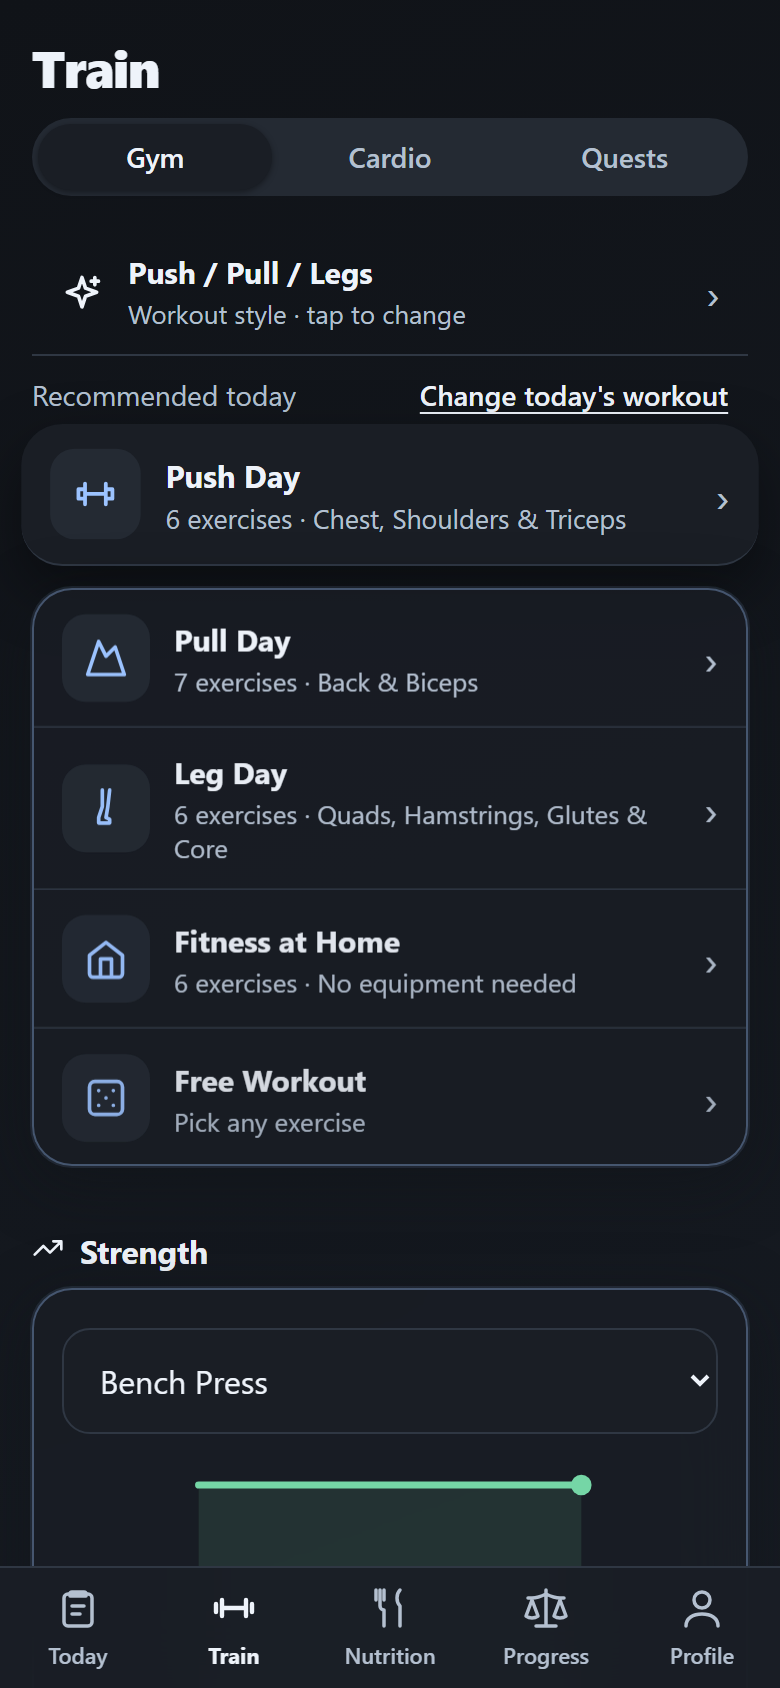 Train
Gym
Cardio
Quests
Push / Pull / Legs
Workout style · tap to change
Recommended today
Change today's workout
Push Day
6 exercises · Chest, Shoulders & Triceps
Pull Day
7 exercises · Back & Biceps
Leg Day
6 exercises · Quads, Hamstrings, Glutes &
Core
Fitness at Home
6 exercises · No equipment needed
Free Workout
Pick any exercise
Strength
Bench Press
Today
Train
Nutrition
Progress
Profile